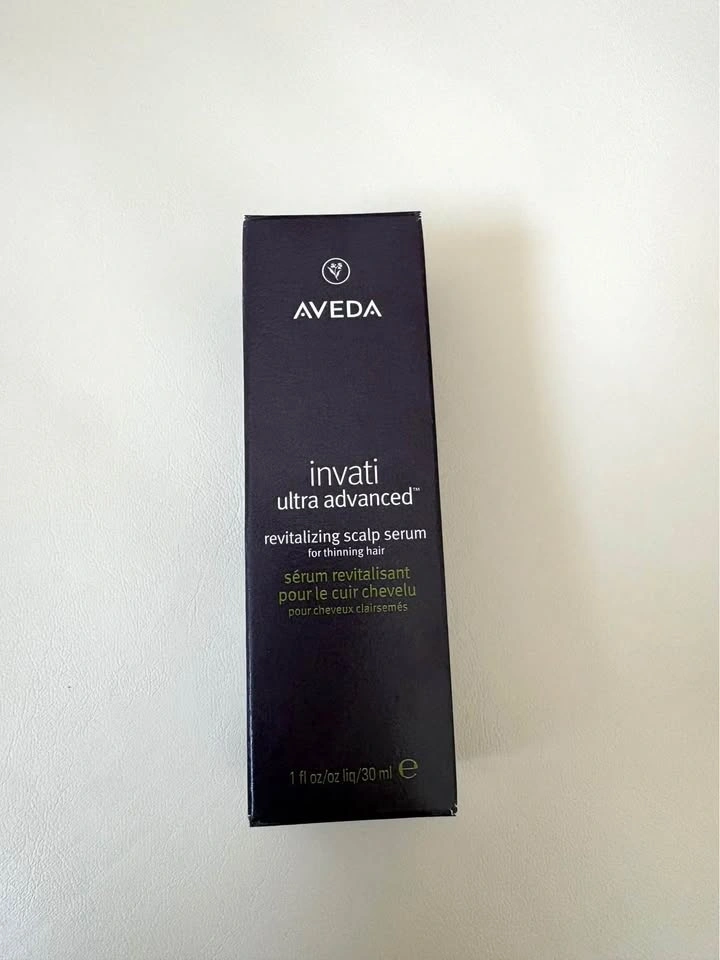 AVEDA
invati
ultra advanced™
revitalizing scalp serum
for thinning hair
sérum revitalisant
pour le cuir chevelu
pour cheveux clairsemés
1 fl oz/oz liq/30 ml ℮